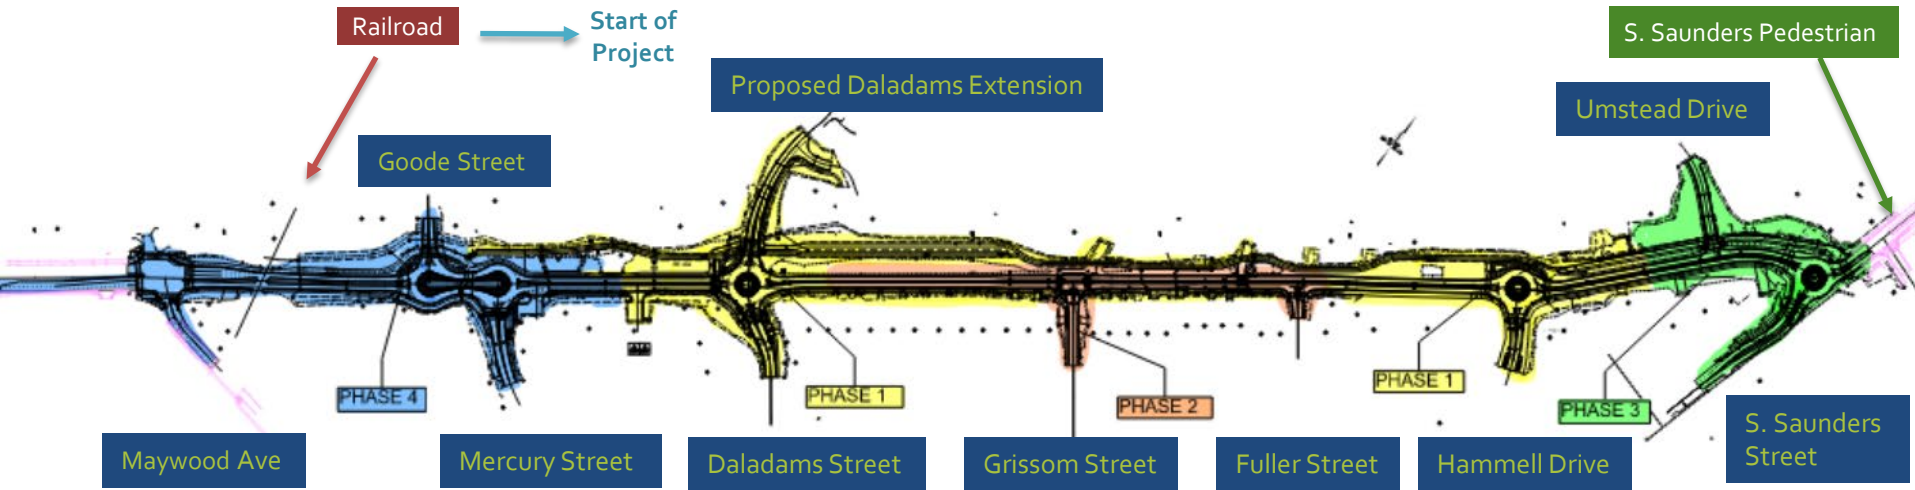 Railroad
Start of
Project
S. Saunders Pedestrian
Proposed Daladams Extension
Umstead Drive
Goode Street
PHASE 4
PHASE 1
PHASE 2
PHASE 1
PHASE 3
Maywood Ave
Mercury Street
Daladams Street
Grissom Street
Fuller Street
Hammell Drive
S. Saunders
Street